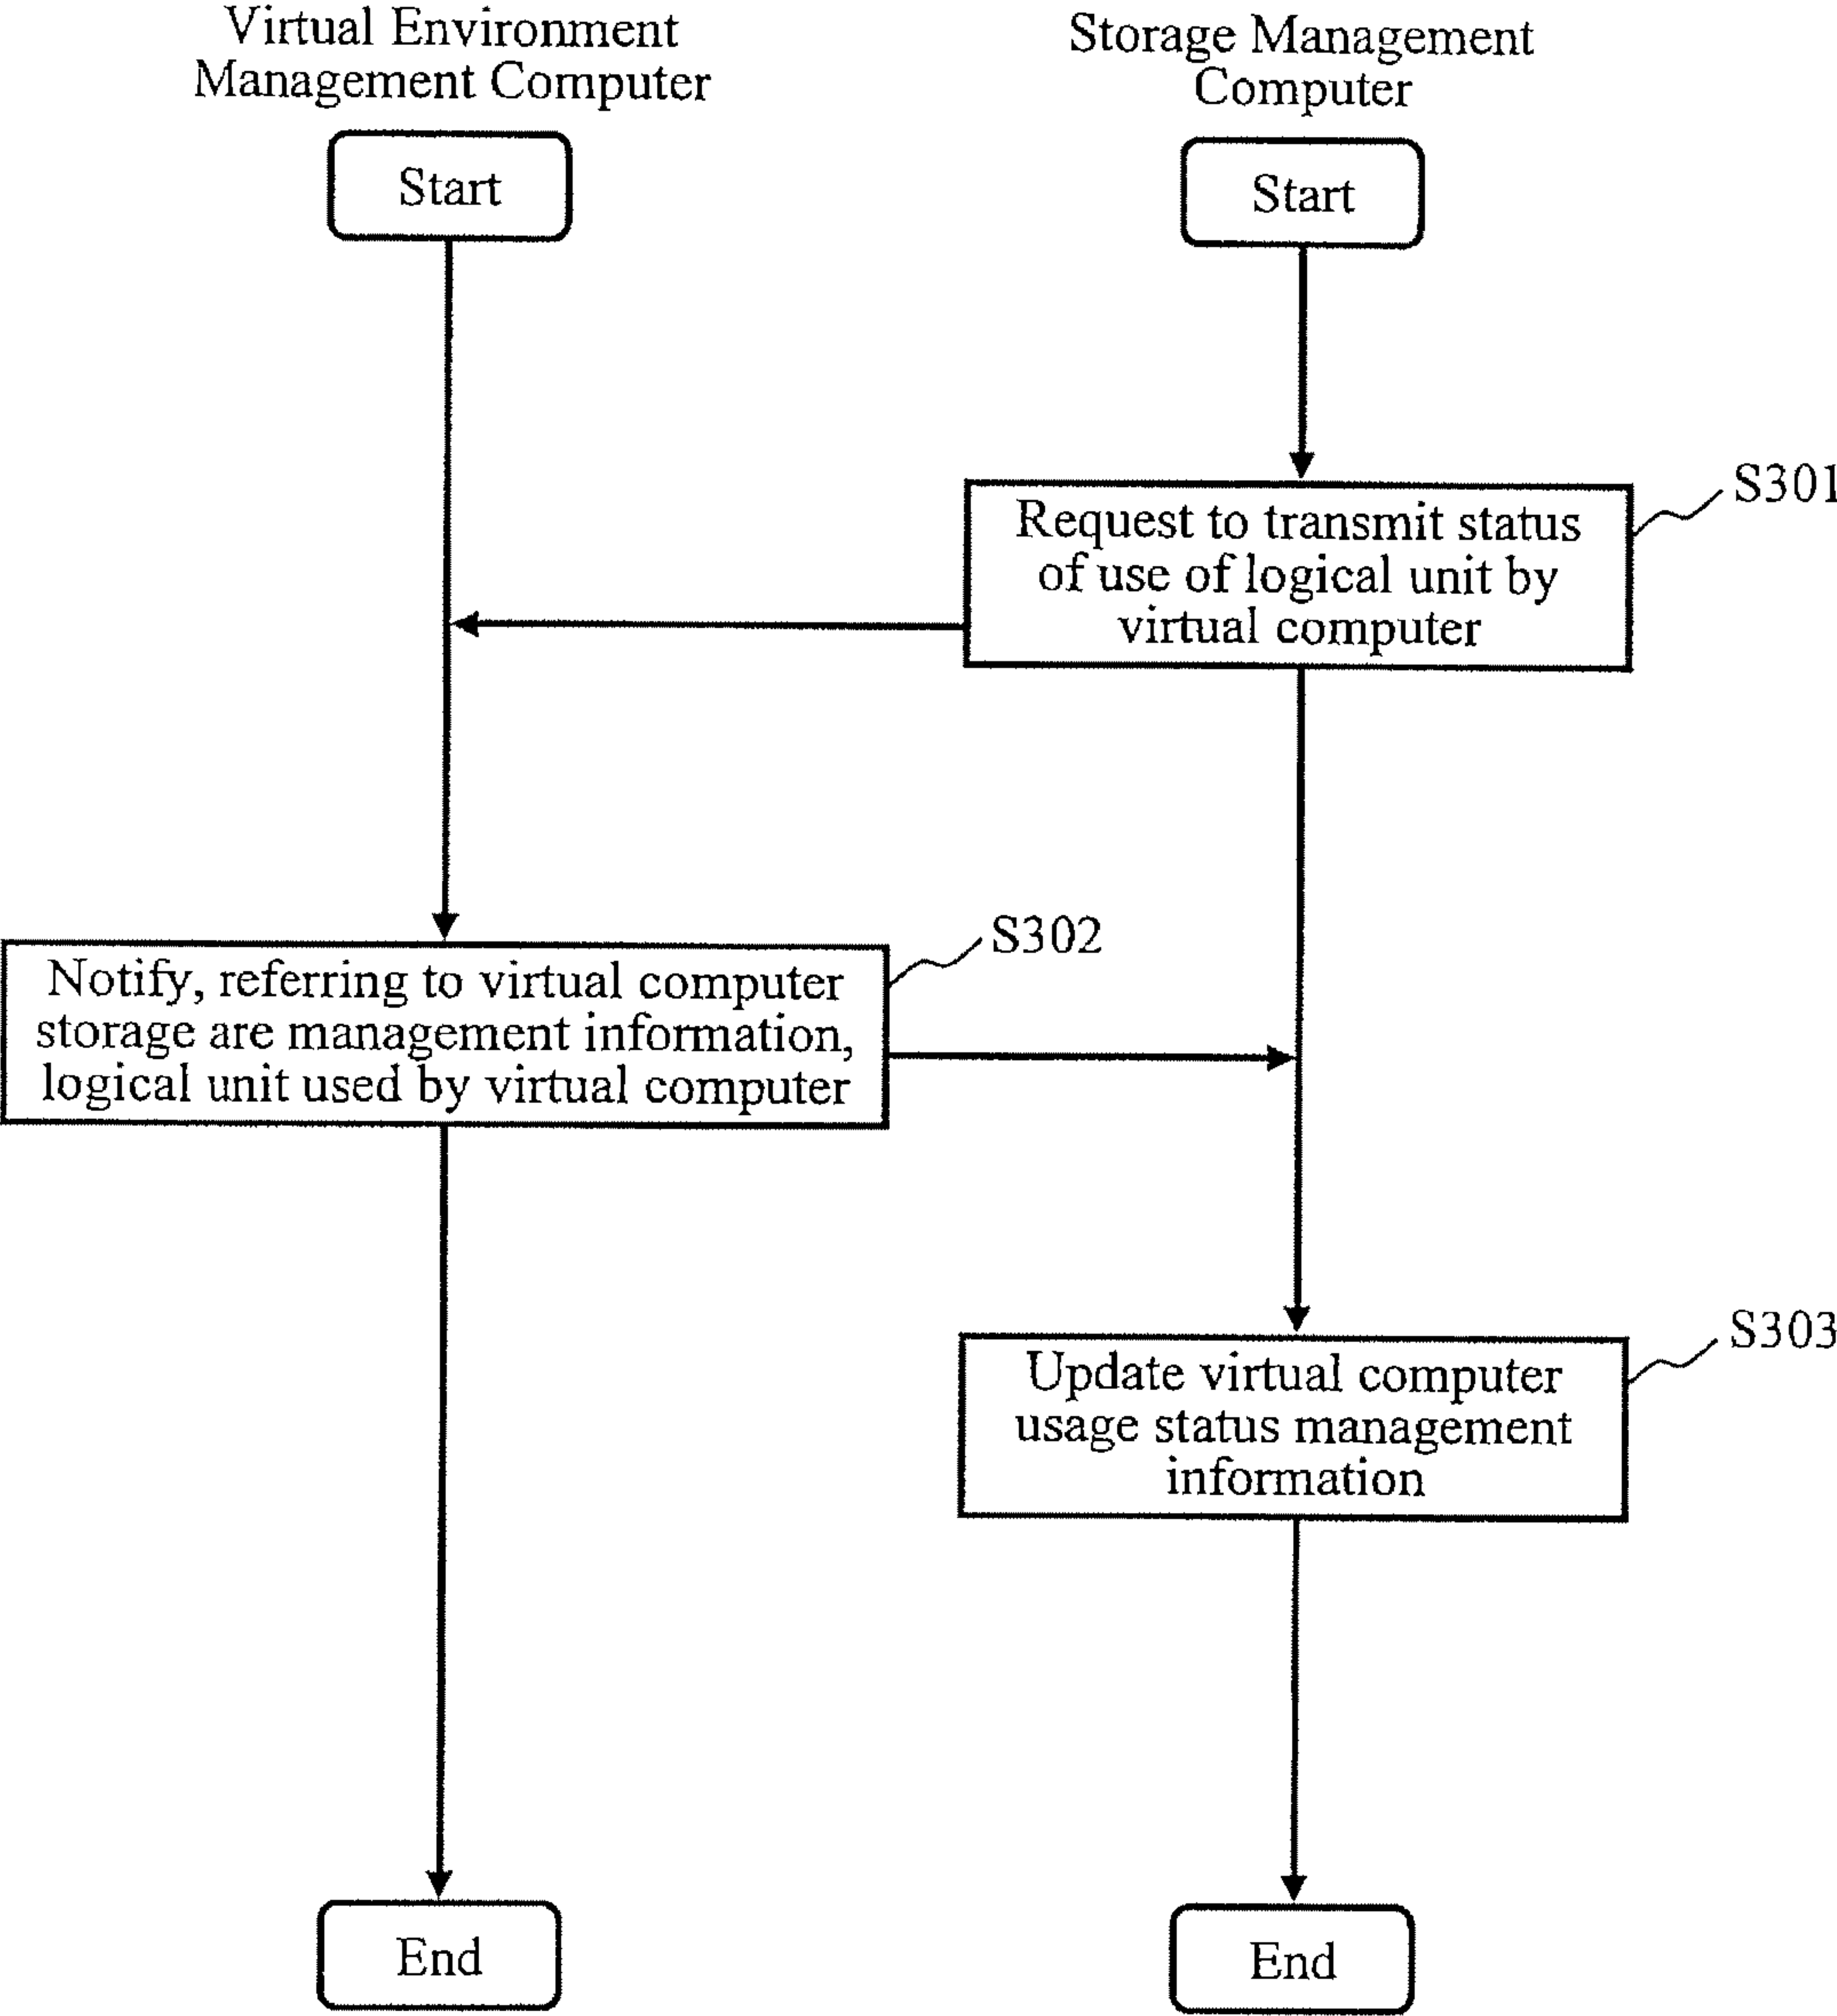 Virtual Environment
Management Computer
Storage Management
Computer
Start
Start
S301
Request to transmit status
of use of logical unit by
virtual computer
S302
Notify, referring to virtual computer
storage are management information,
logical unit used by virtual computer
S303
Update virtual computer
usage status management
information
End
End